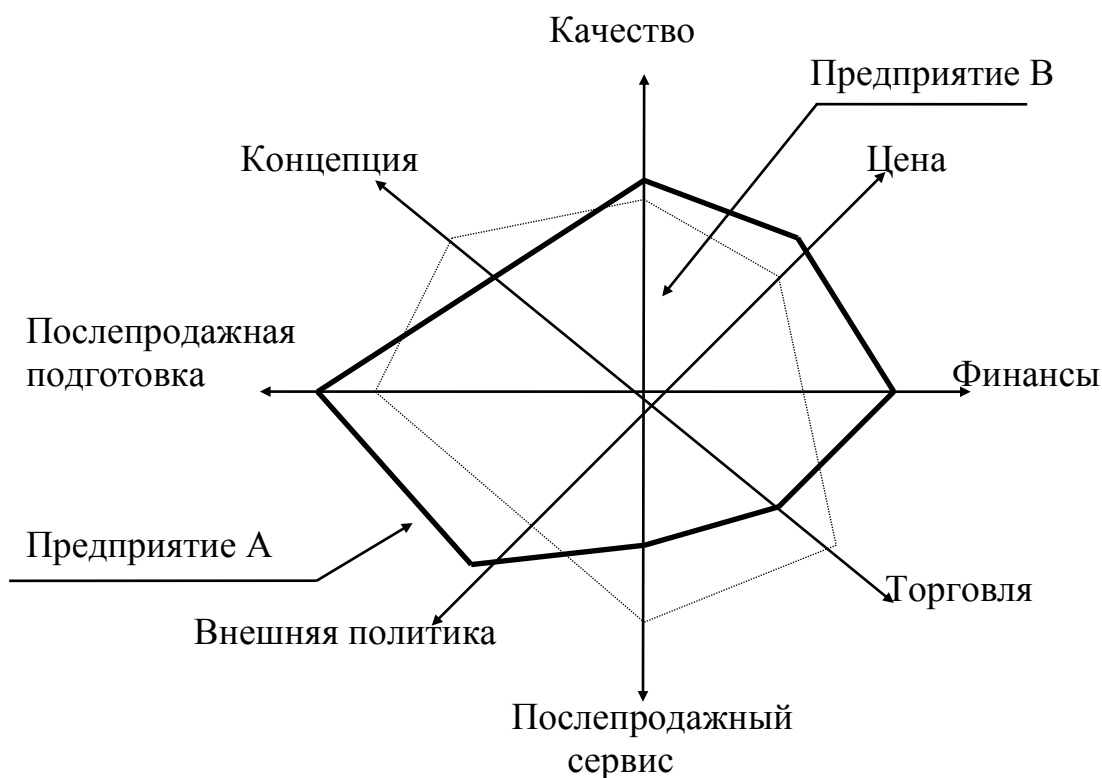 Качество
Предприятие В
Концепция
Цена
Послепродажная
подготовка
Финансы
Предприятие А
Торговля
Внешняя политика
Послепродажный
сервис